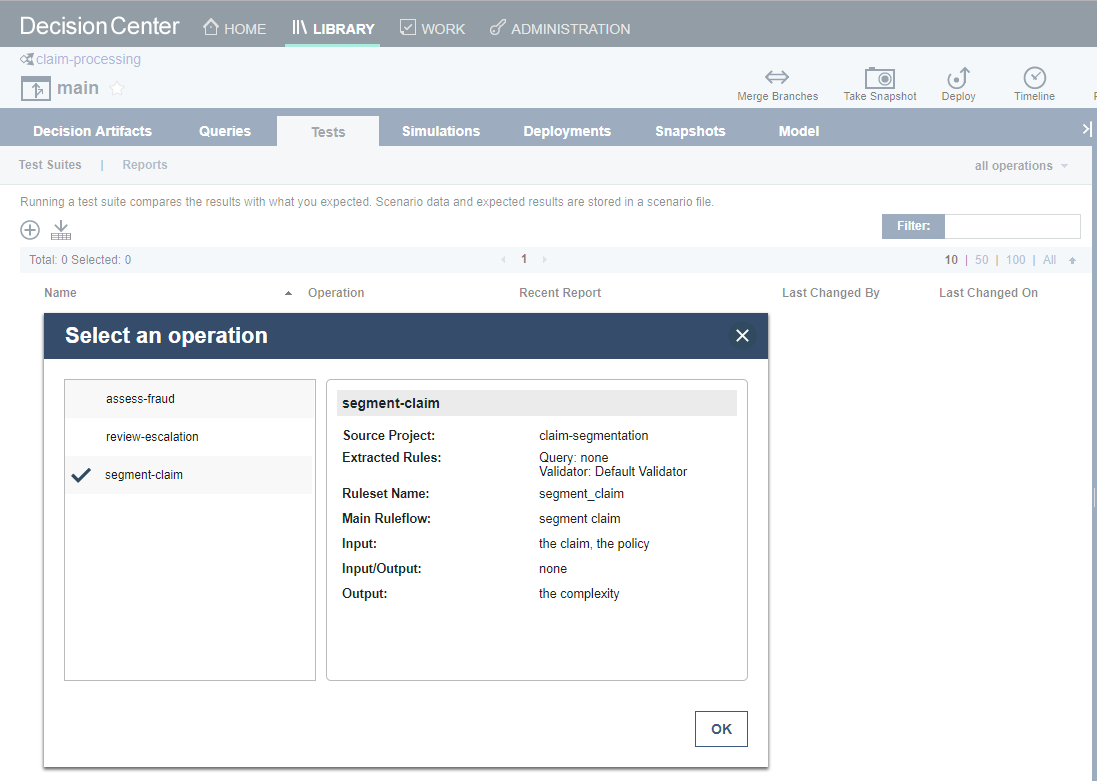 Decision Center HOME LIBRARY WORK ADMINISTRATION
claim-processing
main
Merge Branches Take Snapshot Deploy Timeline
Decision Artifacts Queries Tests Simulations Deployments Snapshots Model
Test Suites | Reports all operations
Running a test suite compares the results with what you expected. Scenario data and expected results are stored in a scenario file.
Filter:
Total: 0 Selected: 0 1 10 | 50 | 100 | All
Name Operation Recent Report Last Changed By Last Changed On
Select an operation
assess-fraud
review-escalation
segment-claim
segment-claim
Source Project: claim-segmentation
Extracted Rules: Query: none
Validator: Default Validator
Ruleset Name: segment_claim
Main Ruleflow: segment claim
Input: the claim, the policy
Input/Output: none
Output: the complexity
OK